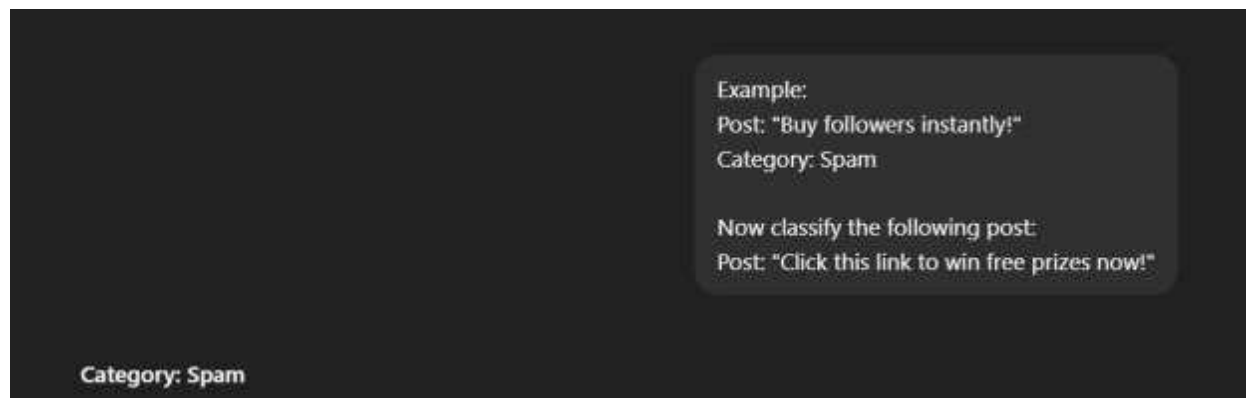 Example:
Post: "Buy followers instantly!"
Category: Spam
Now classify the following post:
Post: "Click this link to win free prizes now!"
Category: Spam